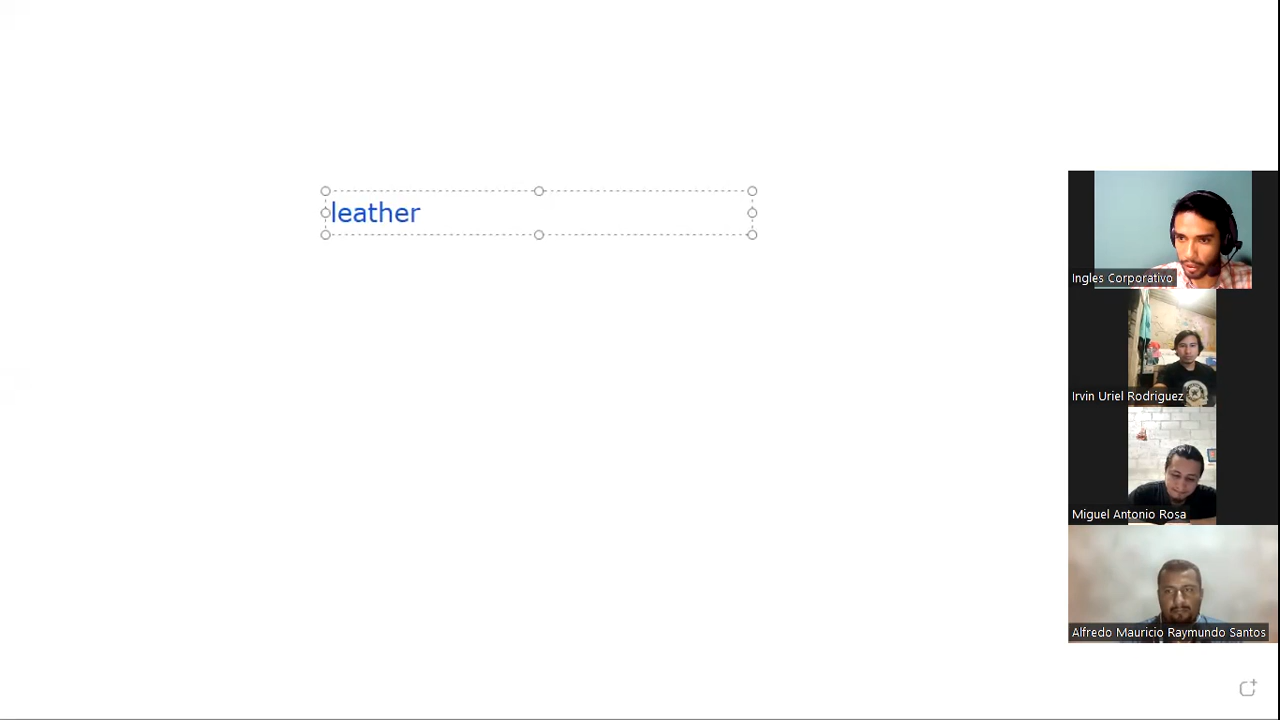 leather
Ingles Corporativo
Irvin Uriel Rodriguez
Miguel Antonio Rosa
Alfredo Mauricio Raymundo Santos